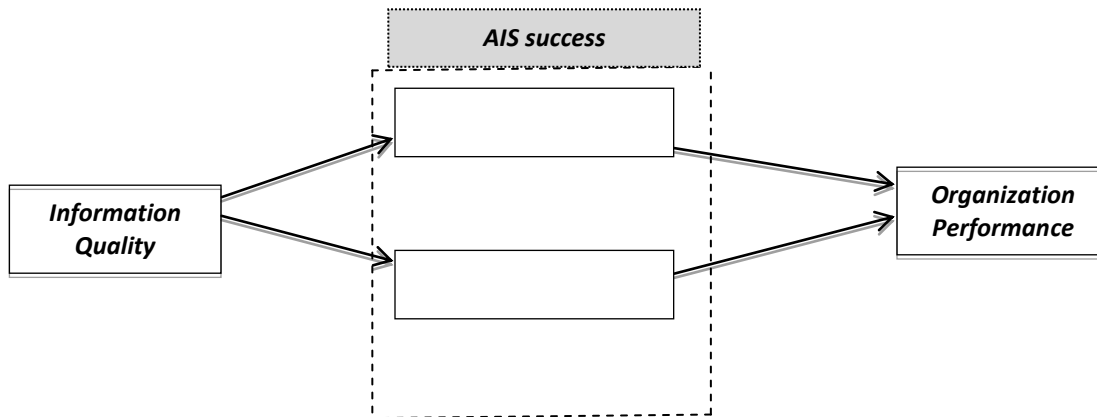 AIS success
Information
Quality
Organization
Performance